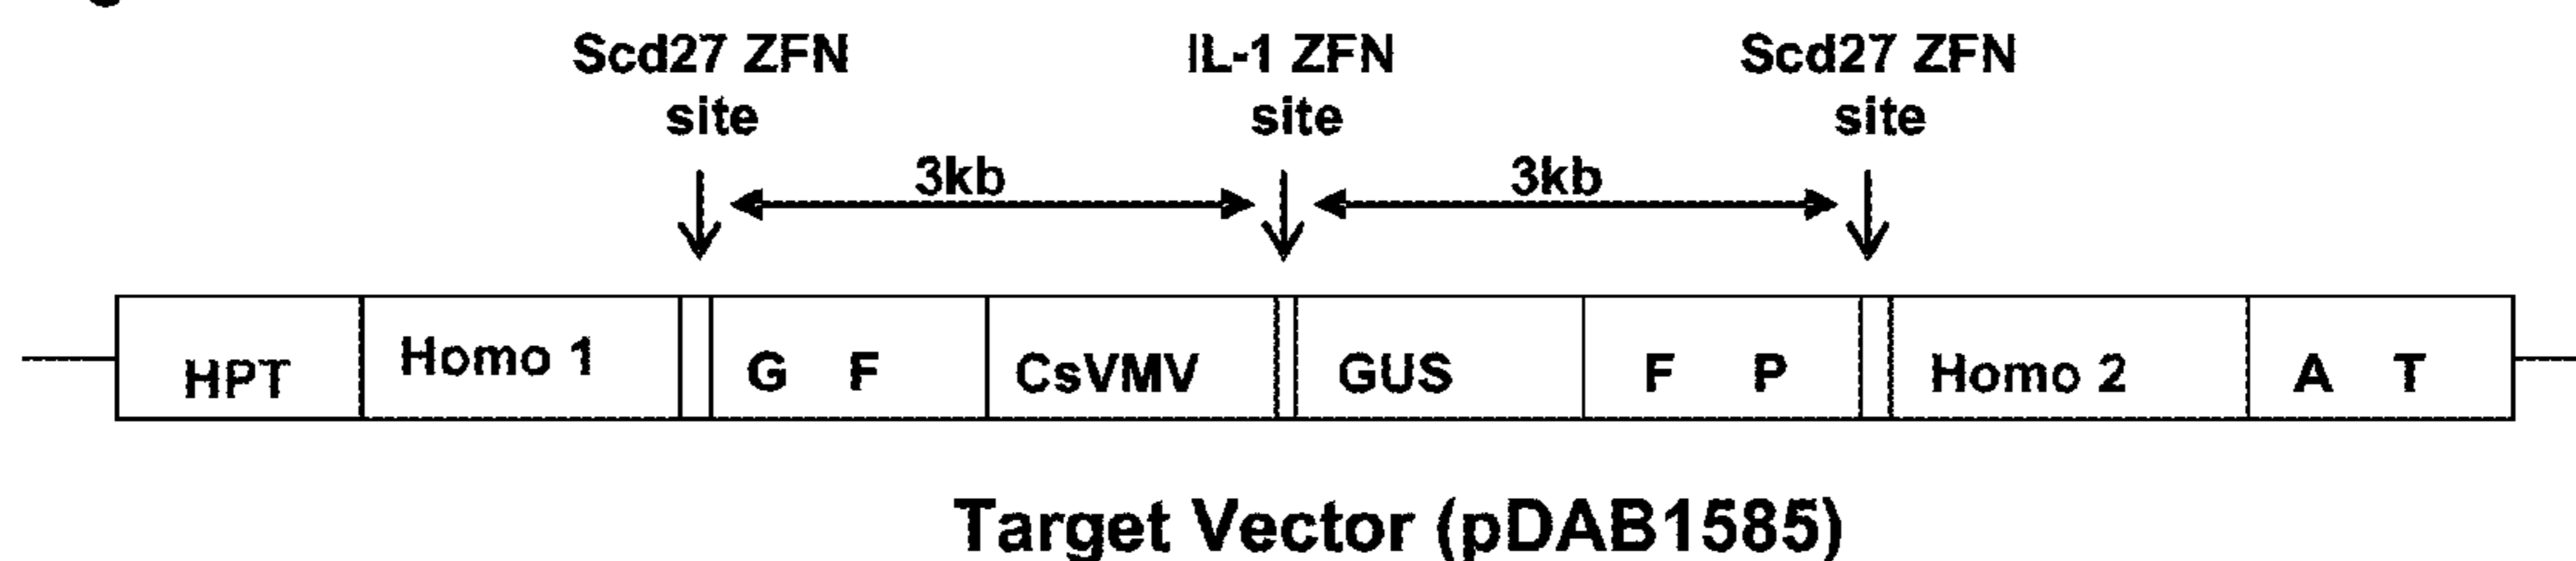 Scd27 ZFN site
IL-1 ZFN site
Scd27 ZFN site
3kb
3kb
HPT
Homo 1
G F
CsVMV
GUS
F P
Homo 2
A T
Target Vector (pDAB1585)